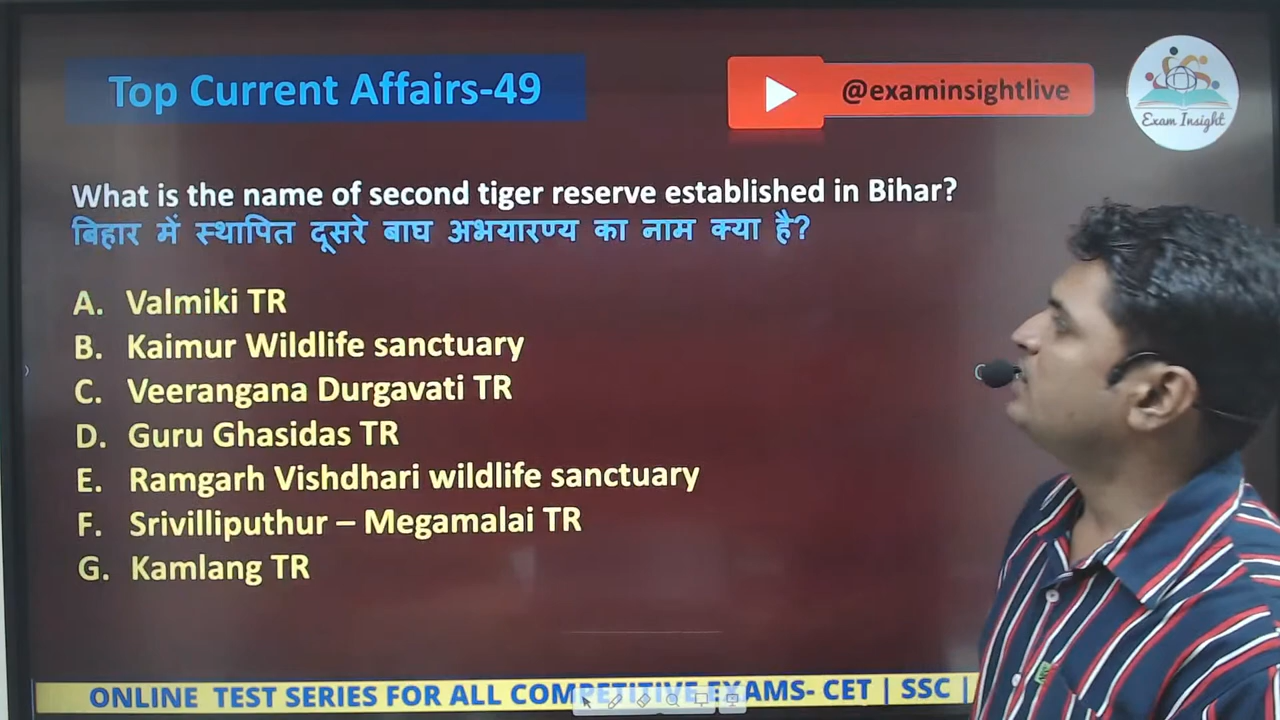 Top Current Affairs-49
@examinsightlive
Exam Insight
What is the name of second tiger reserve established in Bihar?
बिहार में स्थापित दूसरे बाघ अभयारण्य का नाम क्या है?
A. Valmiki TR
B. Kaimur Wildlife sanctuary
C. Veerangana Durgavati TR
D. Guru Ghasidas TR
E. Ramgarh Vishdhari wildlife sanctuary
F. Srivilliputhur – Megamalai TR
G. Kamlang TR
ONLINE TEST SERIES FOR ALL COMPETITIVE EXAMS- CET | SSC |